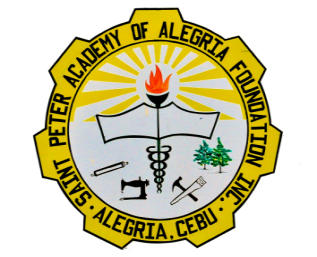 SAINT PETER ACADEMY OF ALEGRIA FOUNDATION INC.
· ALEGRIA, CEBU ·